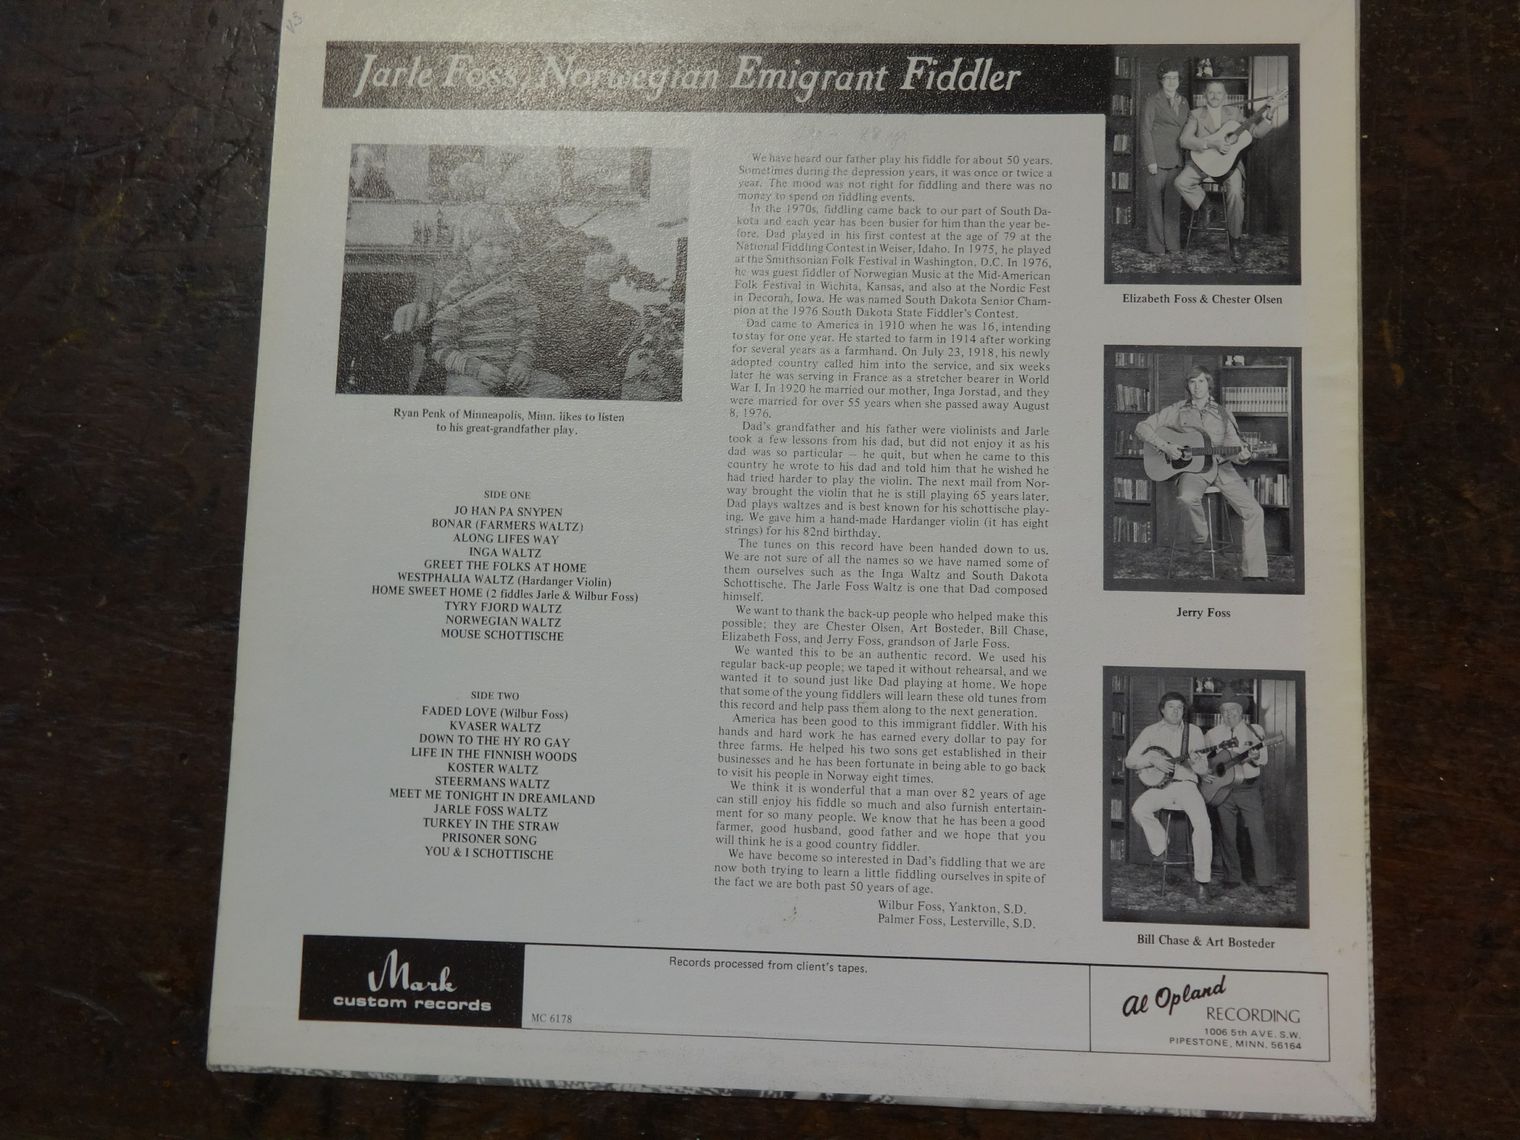 Jarle Foss, Norwegian Emigrant Fiddler
Ryan Penk of Minneapolis, Minn. likes to listen
to his great-grandfather play.
SIDE ONE
JO HAN PA SNYPEN
BONAR (FARMERS WALTZ)
ALONG LIFES WAY
INGA WALTZ
GREET THE FOLKS AT HOME
WESTPHALIA WALTZ (Hardanger Violin)
HOME SWEET HOME (2 fiddles Jarle & Wilbur Foss)
TYRY FJORD WALTZ
NORWEGIAN WALTZ
MOUSE SCHOTTISCHE
SIDE TWO
FADED LOVE (Wilbur Foss)
KVASER WALTZ
DOWN TO THE HY RO GAY
LIFE IN THE FINNISH WOODS
KOSTER WALTZ
STEERMANS WALTZ
MEET ME TONIGHT IN DREAMLAND
JARLE FOSS WALTZ
TURKEY IN THE STRAW
PRISONER SONG
YOU & I SCHOTTISCHE
We have heard our father play his fiddle for about 50 years.
Sometimes during the depression years, it was once or twice a
year. The mood was not right for fiddling and there was no
money to spend on fiddling events.
In the 1970s, fiddling came back to our part of South Da-
kota and each year has been busier for him than the year be-
fore. Dad played in his first contest at the age of 79 at the
National Fiddling Contest in Weiser, Idaho. In 1975, he played
at the Smithsonian Folk Festival in Washington, D.C. In 1976,
he was guest fiddler of Norwegian Music at the Mid-American
Folk Festival in Wichita, Kansas, and also at the Nordic Fest
in Decorah, Iowa. He was named South Dakota Senior Cham-
pion at the 1976 South Dakota State Fiddler's Contest.
Dad came to America in 1910 when he was 16, intending
to stay for one year. He started to farm in 1914 after working
for several years as a farmhand. On July 23, 1918, his newly
adopted country called him into the service, and six weeks
later he was serving in France as a stretcher bearer in World
War I. In 1920 he married our mother, Inga Jorstad, and they
were married for over 55 years when she passed away August
8, 1976.
Dad's grandfather and his father were violinists and Jarle
took a few lessons from his dad, but did not enjoy it as his
dad was so particular — he quit, but when he came to this
country he wrote to his dad and told him that he wished he
had tried harder to play the violin. The next mail from Nor-
way brought the violin that he is still playing 65 years later.
Dad plays waltzes and is best known for his schottische play-
ing. We gave him a hand-made Hardanger violin (it has eight
strings) for his 82nd birthday.
The tunes on this record have been handed down to us.
We are not sure of all the names so we have named some of
them ourselves such as the Inga Waltz and South Dakota
Schottische. The Jarle Foss Waltz is one that Dad composed
himself.
We want to thank the back-up people who helped make this
possible; they are Chester Olsen, Art Bosteder, Bill Chase,
Elizabeth Foss, and Jerry Foss, grandson of Jarle Foss.
We wanted this to be an authentic record. We used his
regular back-up people; we taped it without rehearsal, and we
wanted it to sound just like Dad playing at home. We hope
that some of the young fiddlers will learn these old tunes from
this record and help pass them along to the next generation.
America has been good to this immigrant fiddler. With his
hands and hard work he has earned every dollar to pay for
three farms. He helped his two sons get established in their
businesses and he has been fortunate in being able to go back
to visit his people in Norway eight times.
We think it is wonderful that a man over 82 years of age
can still enjoy his fiddle so much and also furnish entertain-
ment for so many people. We know that he has been a good
farmer, good husband, good father and we hope that you
will think he is a good country fiddler.
We have become so interested in Dad's fiddling that we are
now both trying to learn a little fiddling ourselves in spite of
the fact we are both past 50 years of age.
Wilbur Foss, Yankton, S.D.
Palmer Foss, Lesterville, S.D.
Elizabeth Foss & Chester Olsen
Jerry Foss
Bill Chase & Art Bosteder
Mark
custom records
MC 6178
Records processed from client's tapes.
Al Opland
RECORDING
1006 5th AVE. S.W.
PIPESTONE, MINN. 56164